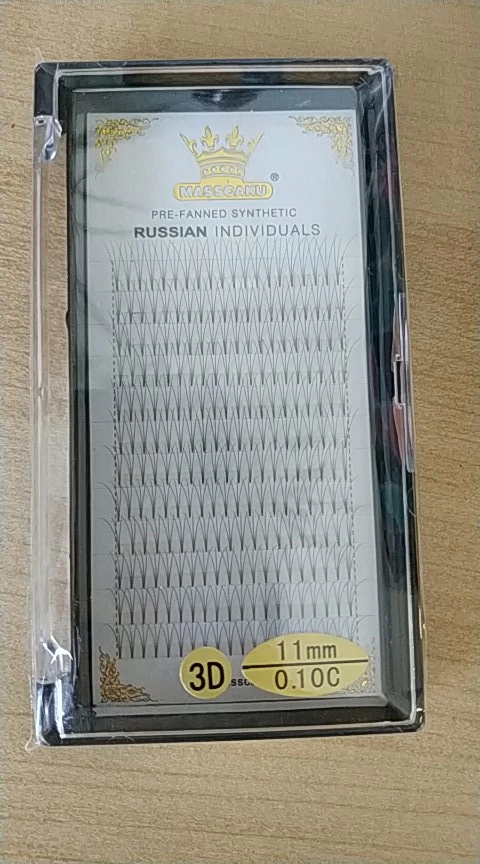 MASSCAKU ®
PRE-FANNED SYNTHETIC
RUSSIAN INDIVIDUALS
3D
11mm
0.10C